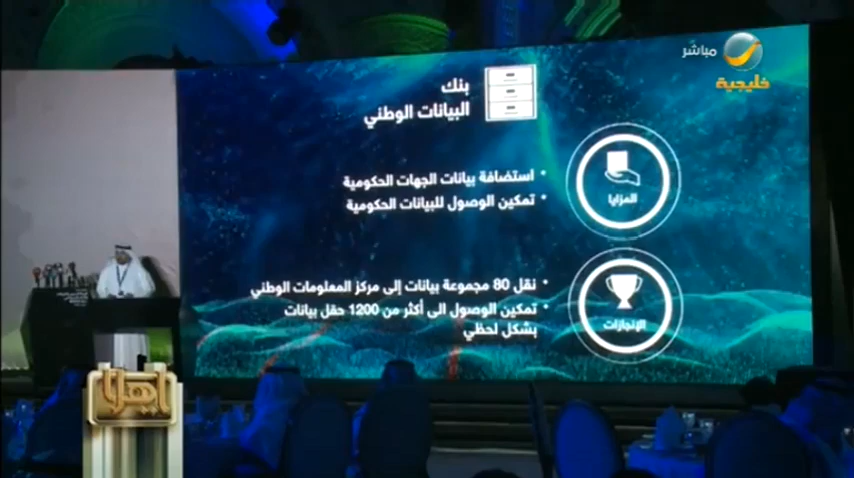 مباشر
خليجية
بنك
البيانات الوطني
المزايا
• استضافة بيانات الجهات الحكومية
• تمكين الوصول للبيانات الحكومية
الإنجازات
• نقل 80 مجموعة بيانات إلى مركز المعلومات الوطني
• تمكين الوصول الى أكثر من 1200 حقل بيانات
بشكل لحظي
ياهلا